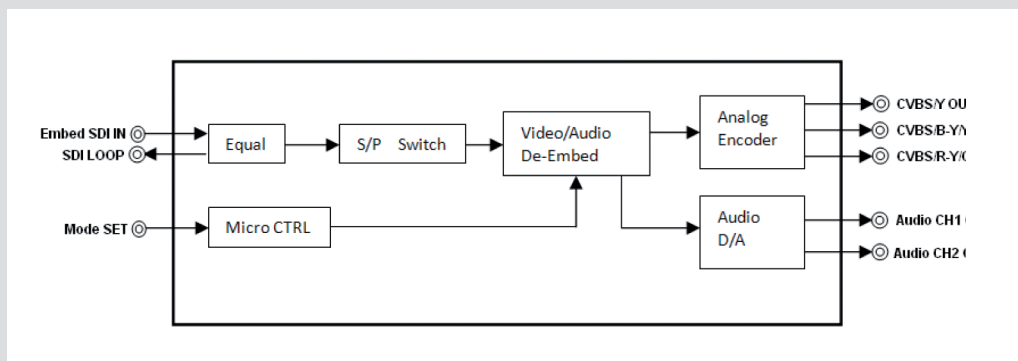 Embed SDI IN
SDI LOOP
Mode SET
Equal
S/P Switch
Video/Audio
De-Embed
Micro CTRL
Analog
Encoder
Audio
D/A
CVBS/Y OU
CVBS/B-Y/
CVBS/R-Y/
Audio CH1
Audio CH2